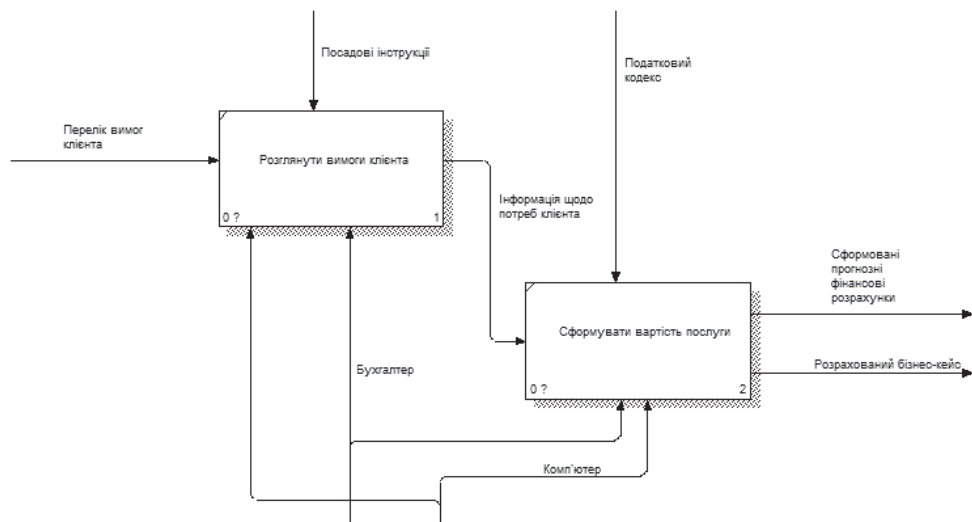 Посадові інструкції
Податковий
кодекс
Перелік вимог
клієнта
Розглянути вимоги клієнта
0 ?
1
Інформація щодо
потреб клієнта
Сформовані
прогнозні
фінансові
розрахунки
Сформувати вартість послуги
Розрахований бізнес-кейс
Бухгалтер
0 ?
2
Комп'ютер